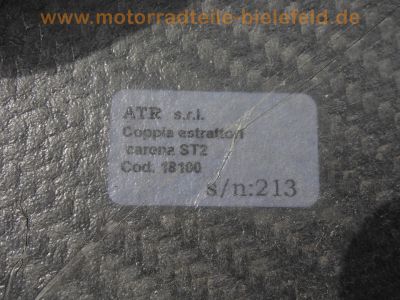 www.motorradteile-bielefeld.de
ATR s.r.l.
Coppia estrattori
carena ST2
Cod. 18100
s/n:213